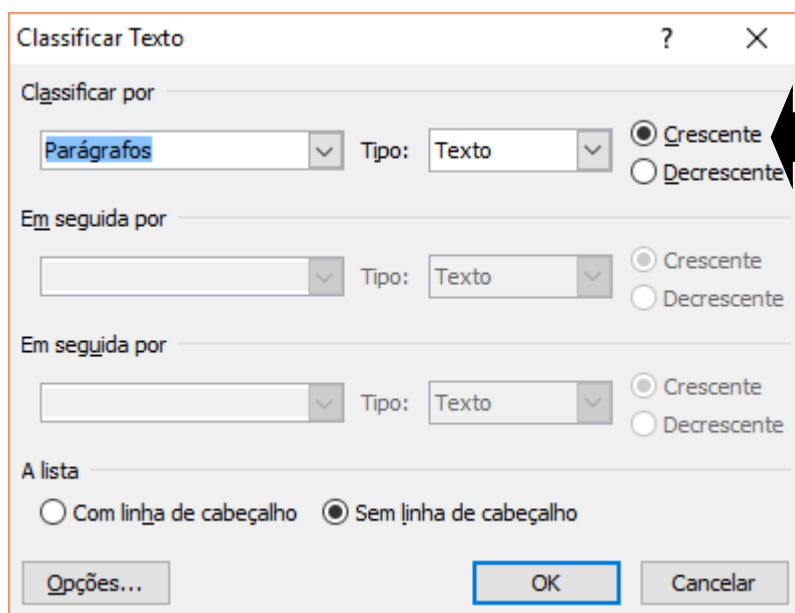 Classificar Texto ?
Classificar por
Parágrafos Tipo: Texto Crescente
Decrescente
Em seguida por
Tipo: Texto Crescente
Decrescente
Em seguida por
Tipo: Texto Crescente
Decrescente
A lista
Com linha de cabeçalho Sem linha de cabeçalho
Opções... OK Cancelar